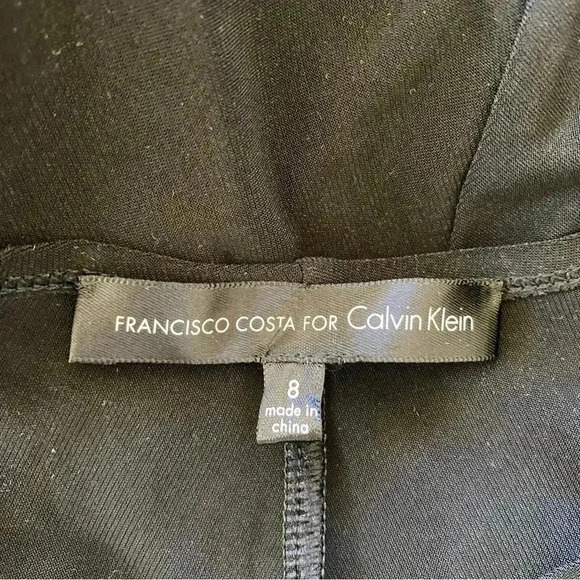 FRANCISCO COSTA FOR Calvin Klein
8
made in
china